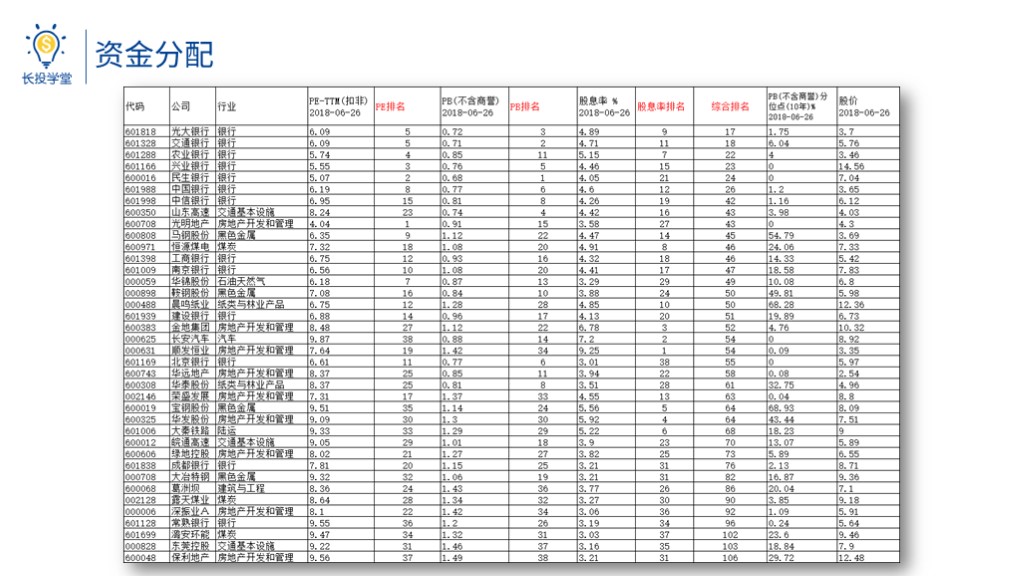 长投学堂
资金分配
代码 公司 行业 PE-TTM(扣非) 2018-06-26 PE排名 PB(不含商誉) 2018-06-26 PB排名 股息率 % 2018-06-26 股息率排名 综合排名 PB(不含商誉)分位点(10年)% 2018-06-26 股价 2018-06-26
601818 光大银行 银行 6.09 5 0.72 3 4.89 9 17 1.75 3.7
601328 交通银行 银行 6.09 5 0.71 2 4.71 11 18 6.04 5.76
601288 农业银行 银行 5.74 4 0.85 11 5.15 7 22 4 3.46
601166 兴业银行 银行 5.55 3 0.76 5 4.46 15 23 0 14.56
600016 民生银行 银行 5.07 2 0.68 1 4.05 21 24 0 7.04
601988 中国银行 银行 6.19 8 0.77 6 4.6 12 26 1.2 3.65
601998 中信银行 银行 6.95 15 0.81 8 4.26 19 42 1.16 6.12
600350 山东高速 交通基本设施 8.24 23 0.74 4 4.42 16 43 3.98 4.03
600708 光明地产 房地产开发和管理 4.04 1 0.91 15 3.58 27 43 0 4.3
600808 马钢股份 黑色金属 6.35 9 1.12 22 4.47 14 45 54.79 3.69
600971 恒源煤电 煤炭 7.32 18 1.08 20 4.91 8 46 24.06 7.33
601398 工商银行 银行 6.75 12 0.93 16 4.32 18 46 14.33 5.42
601009 南京银行 银行 6.56 10 1.08 20 4.41 17 47 18.58 7.83
000059 华锦股份 石油天然气 6.18 7 0.87 13 3.29 29 49 10.08 6.8
000898 鞍钢股份 黑色金属 7.08 16 0.84 10 3.88 24 50 49.81 5.98
000488 晨鸣纸业 纸类与林业产品 6.75 12 1.28 28 4.85 10 50 68.28 12.36
601939 建设银行 银行 6.88 14 0.96 17 4.13 20 51 19.89 6.73
600383 金地集团 房地产开发和管理 8.48 27 1.12 22 6.78 3 52 4.76 10.32
000625 长安汽车 汽车 9.87 38 0.88 14 7.2 2 54 0 8.92
000631 顺发恒业 房地产开发和管理 7.64 19 1.42 34 9.25 1 54 0.09 3.35
601169 北京银行 银行 6.61 11 0.77 6 3.01 38 55 0 5.97
600743 华远地产 房地产开发和管理 8.37 25 0.85 11 3.94 22 58 0.08 2.54
600308 华泰股份 纸类与林业产品 8.37 25 0.81 8 3.51 28 61 32.75 4.96
002146 荣盛发展 房地产开发和管理 7.31 17 1.37 33 4.55 13 63 0.04 8.8
600019 宝钢股份 黑色金属 9.51 35 1.14 24 5.56 5 64 68.93 8.09
600325 华发股份 房地产开发和管理 9.09 30 1.3 30 5.92 4 64 43.44 7.51
601006 大秦铁路 陆运 9.33 33 1.29 29 5.22 6 68 18.23 9
600012 皖通高速 交通基本设施 9.05 29 1.01 18 3.9 23 70 13.07 5.89
600606 绿地控股 房地产开发和管理 8.02 21 1.27 27 3.82 25 73 5.89 6.55
601838 成都银行 银行 7.81 20 1.15 25 3.21 31 76 2.13 8.71
000708 大冶特钢 黑色金属 9.32 32 1.06 19 3.21 31 82 16.87 9.36
600068 葛洲坝 建筑与工程 8.36 24 1.43 36 3.77 26 86 20.04 7.1
002128 露天煤业 煤炭 8.64 28 1.34 32 3.27 30 90 3.85 9.18
000006 深振业A 房地产开发和管理 8.1 22 1.42 34 3.06 36 92 1.09 5.91
601128 常熟银行 银行 9.55 36 1.2 26 3.19 34 96 0.24 5.64
601699 潞安环能 煤炭 9.47 34 1.32 31 3.03 37 102 23.6 9.46
000828 东莞控股 交通基本设施 9.22 31 1.46 37 3.16 35 103 18.84 7.9
600048 保利地产 房地产开发和管理 9.56 37 1.49 38 3.21 31 106 29.72 12.48